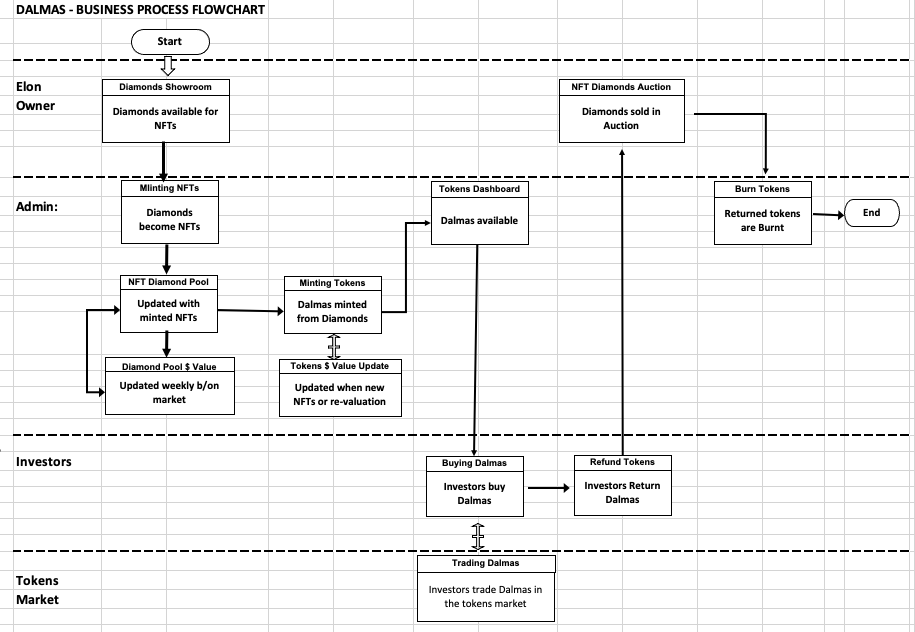 DALMAS - BUSINESS PROCESS FLOWCHART
Start
Elon
Owner
Diamonds Showroom
Diamonds available for
NFTs
NFT Diamonds Auction
Diamonds sold in
Auction
Admin:
MIinting NFTs
Diamonds
become NFTs
Tokens Dashboard
Dalmas available
Burn Tokens
Returned tokens
are Burnt
End
NFT Diamond Pool
Updated with
minted NFTs
Minting Tokens
Dalmas minted
from Diamonds
Diamond Pool $ Value
Updated weekly b/on
market
Tokens $ Value Update
Updated when new
NFTs or re-valuation
Investors
Buying Dalmas
Investors buy
Dalmas
Refund Tokens
Investors Return
Dalmas
Tokens
Market
Trading Dalmas
Investors trade Dalmas in
the tokens market